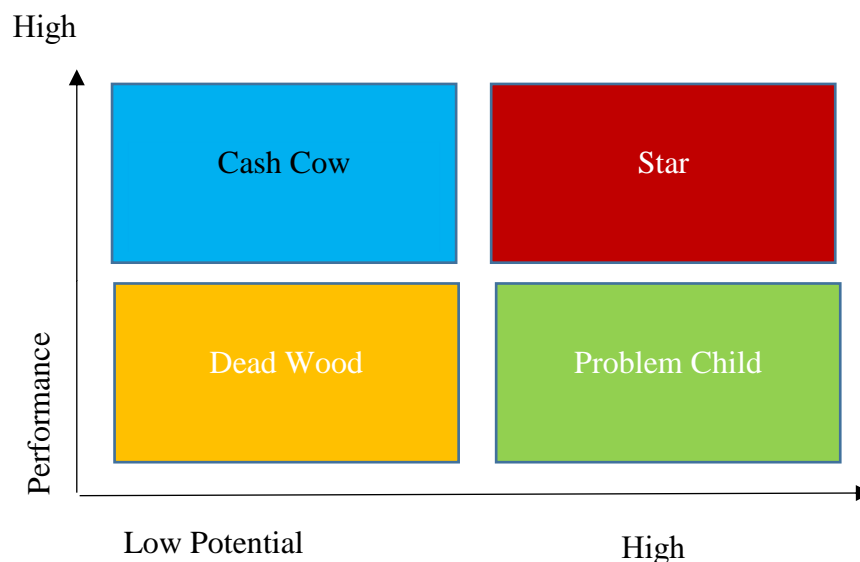 High
Cash Cow
Star
Dead Wood
Problem Child
Performance
Low Potential
High